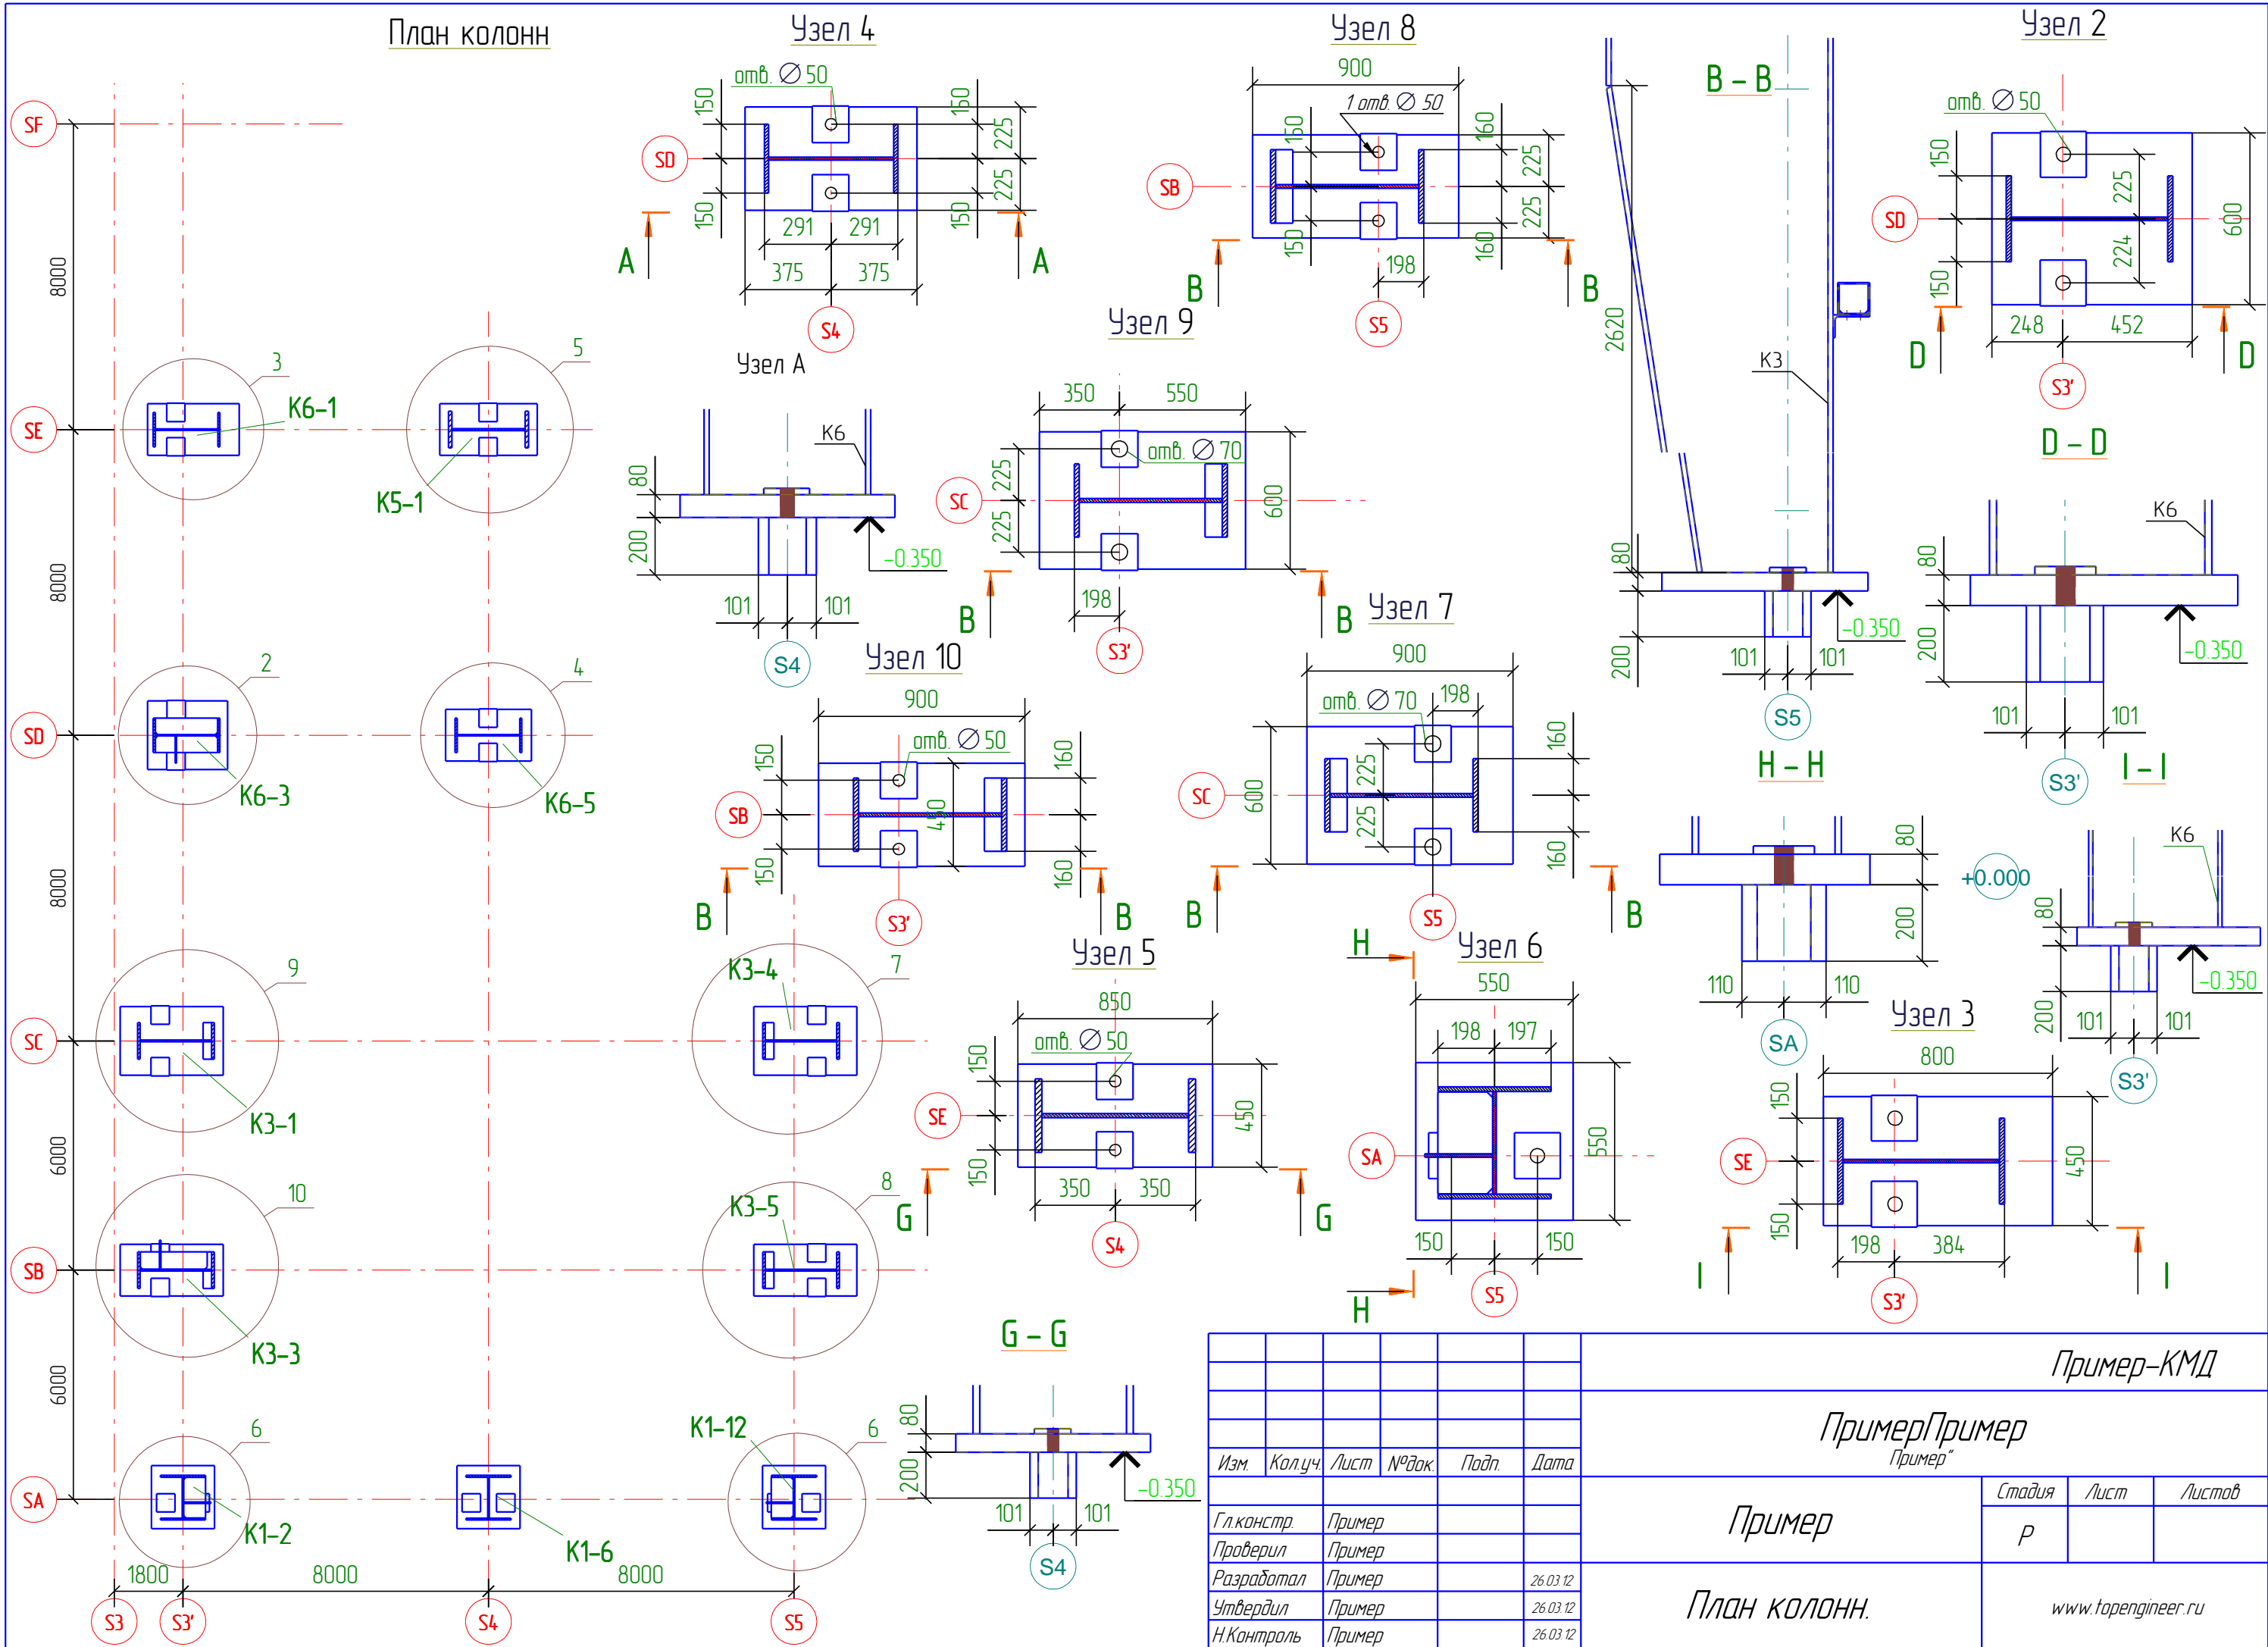 План колонн
SF
SE
SD
SC
SB
SA
8000
8000
8000
6000
6000
3
K6-1
5
K5-1
2
K6-3
4
K6-5
9
K3-1
7
K3-4
10
K3-3
8
K3-5
6
K1-2
K1-6
6
K1-12
1800
8000
8000
S3
S3'
S4
S5
Узел 4
отв. Ø 50
150
150
150
150
225
225
SD
291
291
375
375
A
A
S4
Узел 8
900
1 отв. Ø 50
150
150
160
160
225
225
SB
198
B
B
S5
B - B
2620
K3
80
200
-0.350
101
101
S5
Узел 2
отв. Ø 50
150
150
225
224
600
SD
248
452
D
D
S3'
D - D
K6
80
200
-0.350
101
101
S3'
Узел A
K6
80
200
-0.350
101
101
S4
Узел 9
350
550
отв. Ø 70
225
225
600
SC
198
B
B
S3'
Узел 10
900
отв. Ø 50
150
150
450
160
160
SB
B
B
S3'
Узел 7
900
отв. Ø 70
198
225
225
600
160
160
SC
B
B
S5
H - H
80
200
110
110
SA
+0.000
I - I
K6
80
200
-0.350
101
101
S3'
Узел 5
850
отв. Ø 50
150
150
450
SE
350
350
G
G
S4
Узел 6
H
H
550
198
197
550
SA
150
150
S5
Узел 3
800
150
150
450
SE
198
384
I
I
S3'
G - G
80
200
-0.350
101
101
S4
Пример-КМД
ПримерПример
Пример"
Изм. Кол.уч. Лист №док. Подп. Дата
Пример
Стадия Лист Листов
Р
Гл.констр. Пример
Проверил Пример
Разработал Пример 26.03.12
Утвердил Пример 26.03.12
Н.Контроль Пример 26.03.12
План колонн.
www.topengineer.ru